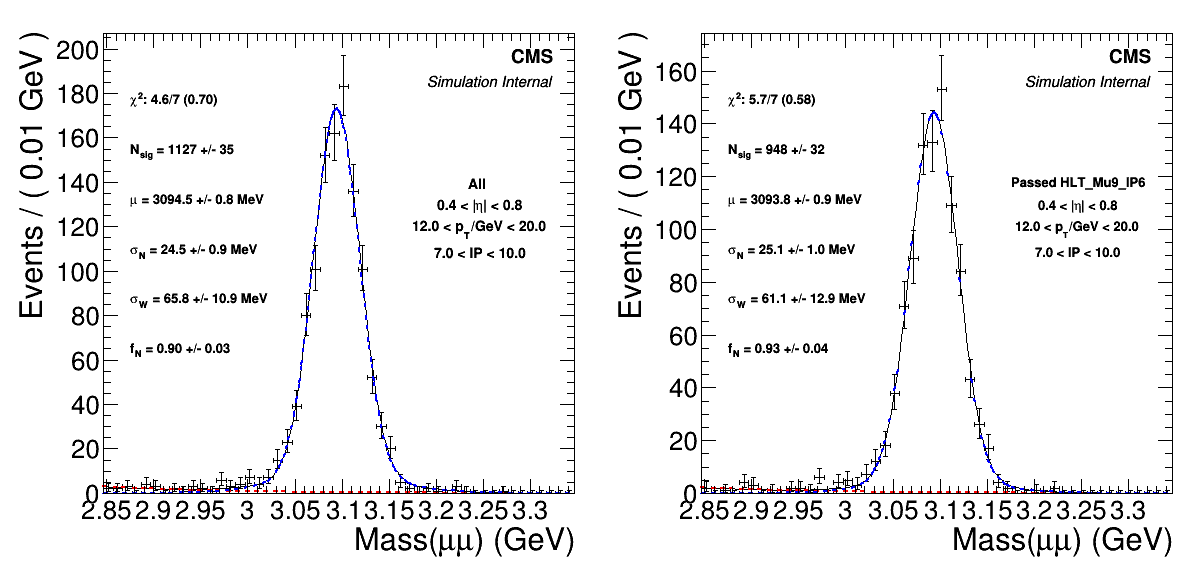 CMS
Simulation Internal
χ²: 4.6/7 (0.70)
N_sig = 1127 +/- 35
μ = 3094.5 +/- 0.8 MeV
σ_N = 24.5 +/- 0.9 MeV
σ_W = 65.8 +/- 10.9 MeV
f_N = 0.90 +/- 0.03
All
0.4 < |η| < 0.8
12.0 < p_T/GeV < 20.0
7.0 < IP < 10.0
Events / ( 0.01 GeV )
200
180
160
140
120
100
80
60
40
20
0
2.85 2.9 2.95 3 3.05 3.1 3.15 3.2 3.25 3.3
Mass(μμ) (GeV)
CMS
Simulation Internal
χ²: 5.7/7 (0.58)
N_sig = 948 +/- 32
μ = 3093.8 +/- 0.9 MeV
σ_N = 25.1 +/- 1.0 MeV
σ_W = 61.1 +/- 12.9 MeV
f_N = 0.93 +/- 0.04
Passed HLT_Mu9_IP6
0.4 < |η| < 0.8
12.0 < p_T/GeV < 20.0
7.0 < IP < 10.0
Events / ( 0.01 GeV )
160
140
120
100
80
60
40
20
0
2.85 2.9 2.95 3 3.05 3.1 3.15 3.2 3.25 3.3
Mass(μμ) (GeV)